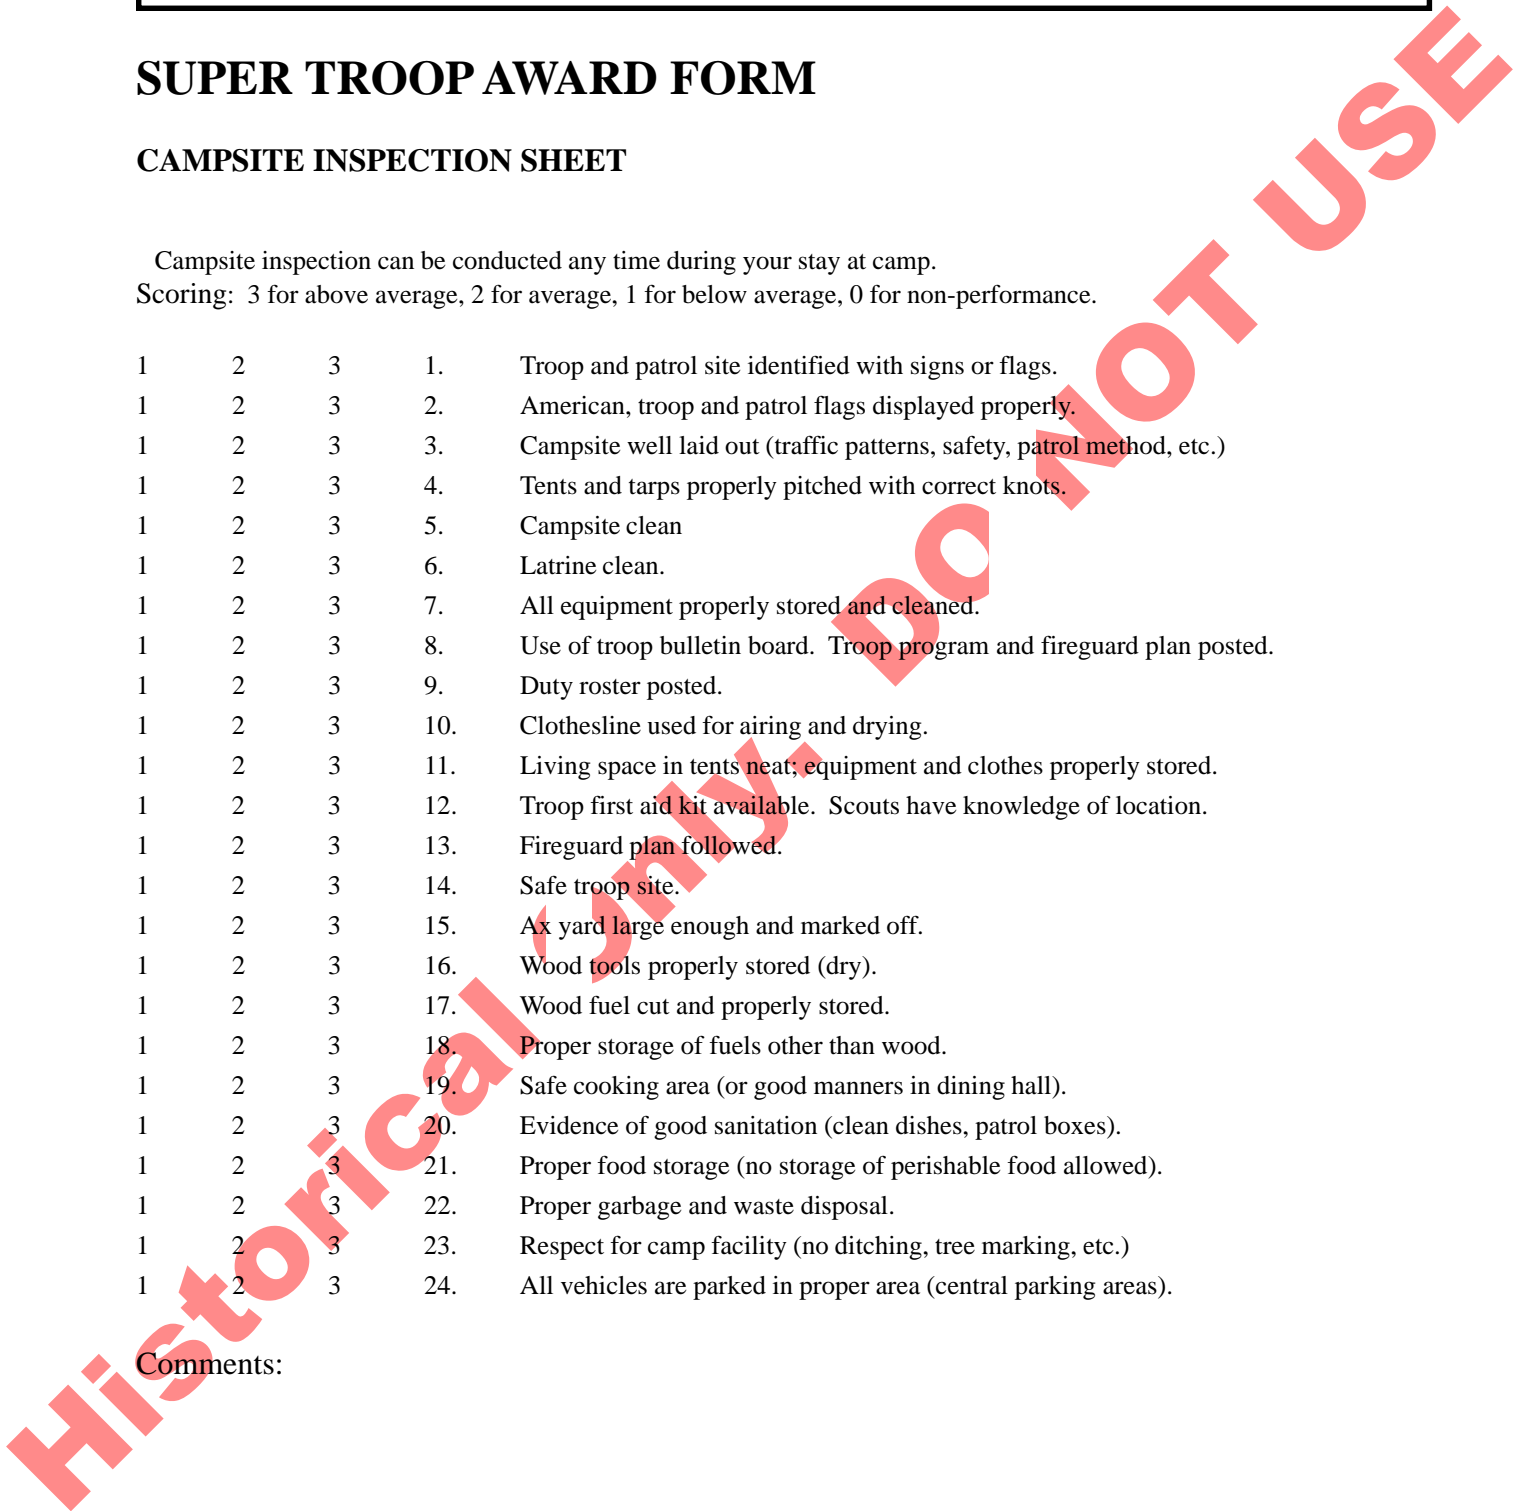 SUPER TROOP AWARD FORM
CAMPSITE INSPECTION SHEET
Campsite inspection can be conducted any time during your stay at camp.
Scoring: 3 for above average, 2 for average, 1 for below average, 0 for non-performance.
1 2 3 1. Troop and patrol site identified with signs or flags.
1 2 3 2. American, troop and patrol flags displayed properly.
1 2 3 3. Campsite well laid out (traffic patterns, safety, patrol method, etc.)
1 2 3 4. Tents and tarps properly pitched with correct knots.
1 2 3 5. Campsite clean
1 2 3 6. Latrine clean.
1 2 3 7. All equipment properly stored and cleaned.
1 2 3 8. Use of troop bulletin board. Troop program and fireguard plan posted.
1 2 3 9. Duty roster posted.
1 2 3 10. Clothesline used for airing and drying.
1 2 3 11. Living space in tents neat; equipment and clothes properly stored.
1 2 3 12. Troop first aid kit available. Scouts have knowledge of location.
1 2 3 13. Fireguard plan followed.
1 2 3 14. Safe troop site.
1 2 3 15. Ax yard large enough and marked off.
1 2 3 16. Wood tools properly stored (dry).
1 2 3 17. Wood fuel cut and properly stored.
1 2 3 18. Proper storage of fuels other than wood.
1 2 3 19. Safe cooking area (or good manners in dining hall).
1 2 3 20. Evidence of good sanitation (clean dishes, patrol boxes).
1 2 3 21. Proper food storage (no storage of perishable food allowed).
1 2 3 22. Proper garbage and waste disposal.
1 2 3 23. Respect for camp facility (no ditching, tree marking, etc.)
1 2 3 24. All vehicles are parked in proper area (central parking areas).
Comments:
Historical Only. DO NOT USE